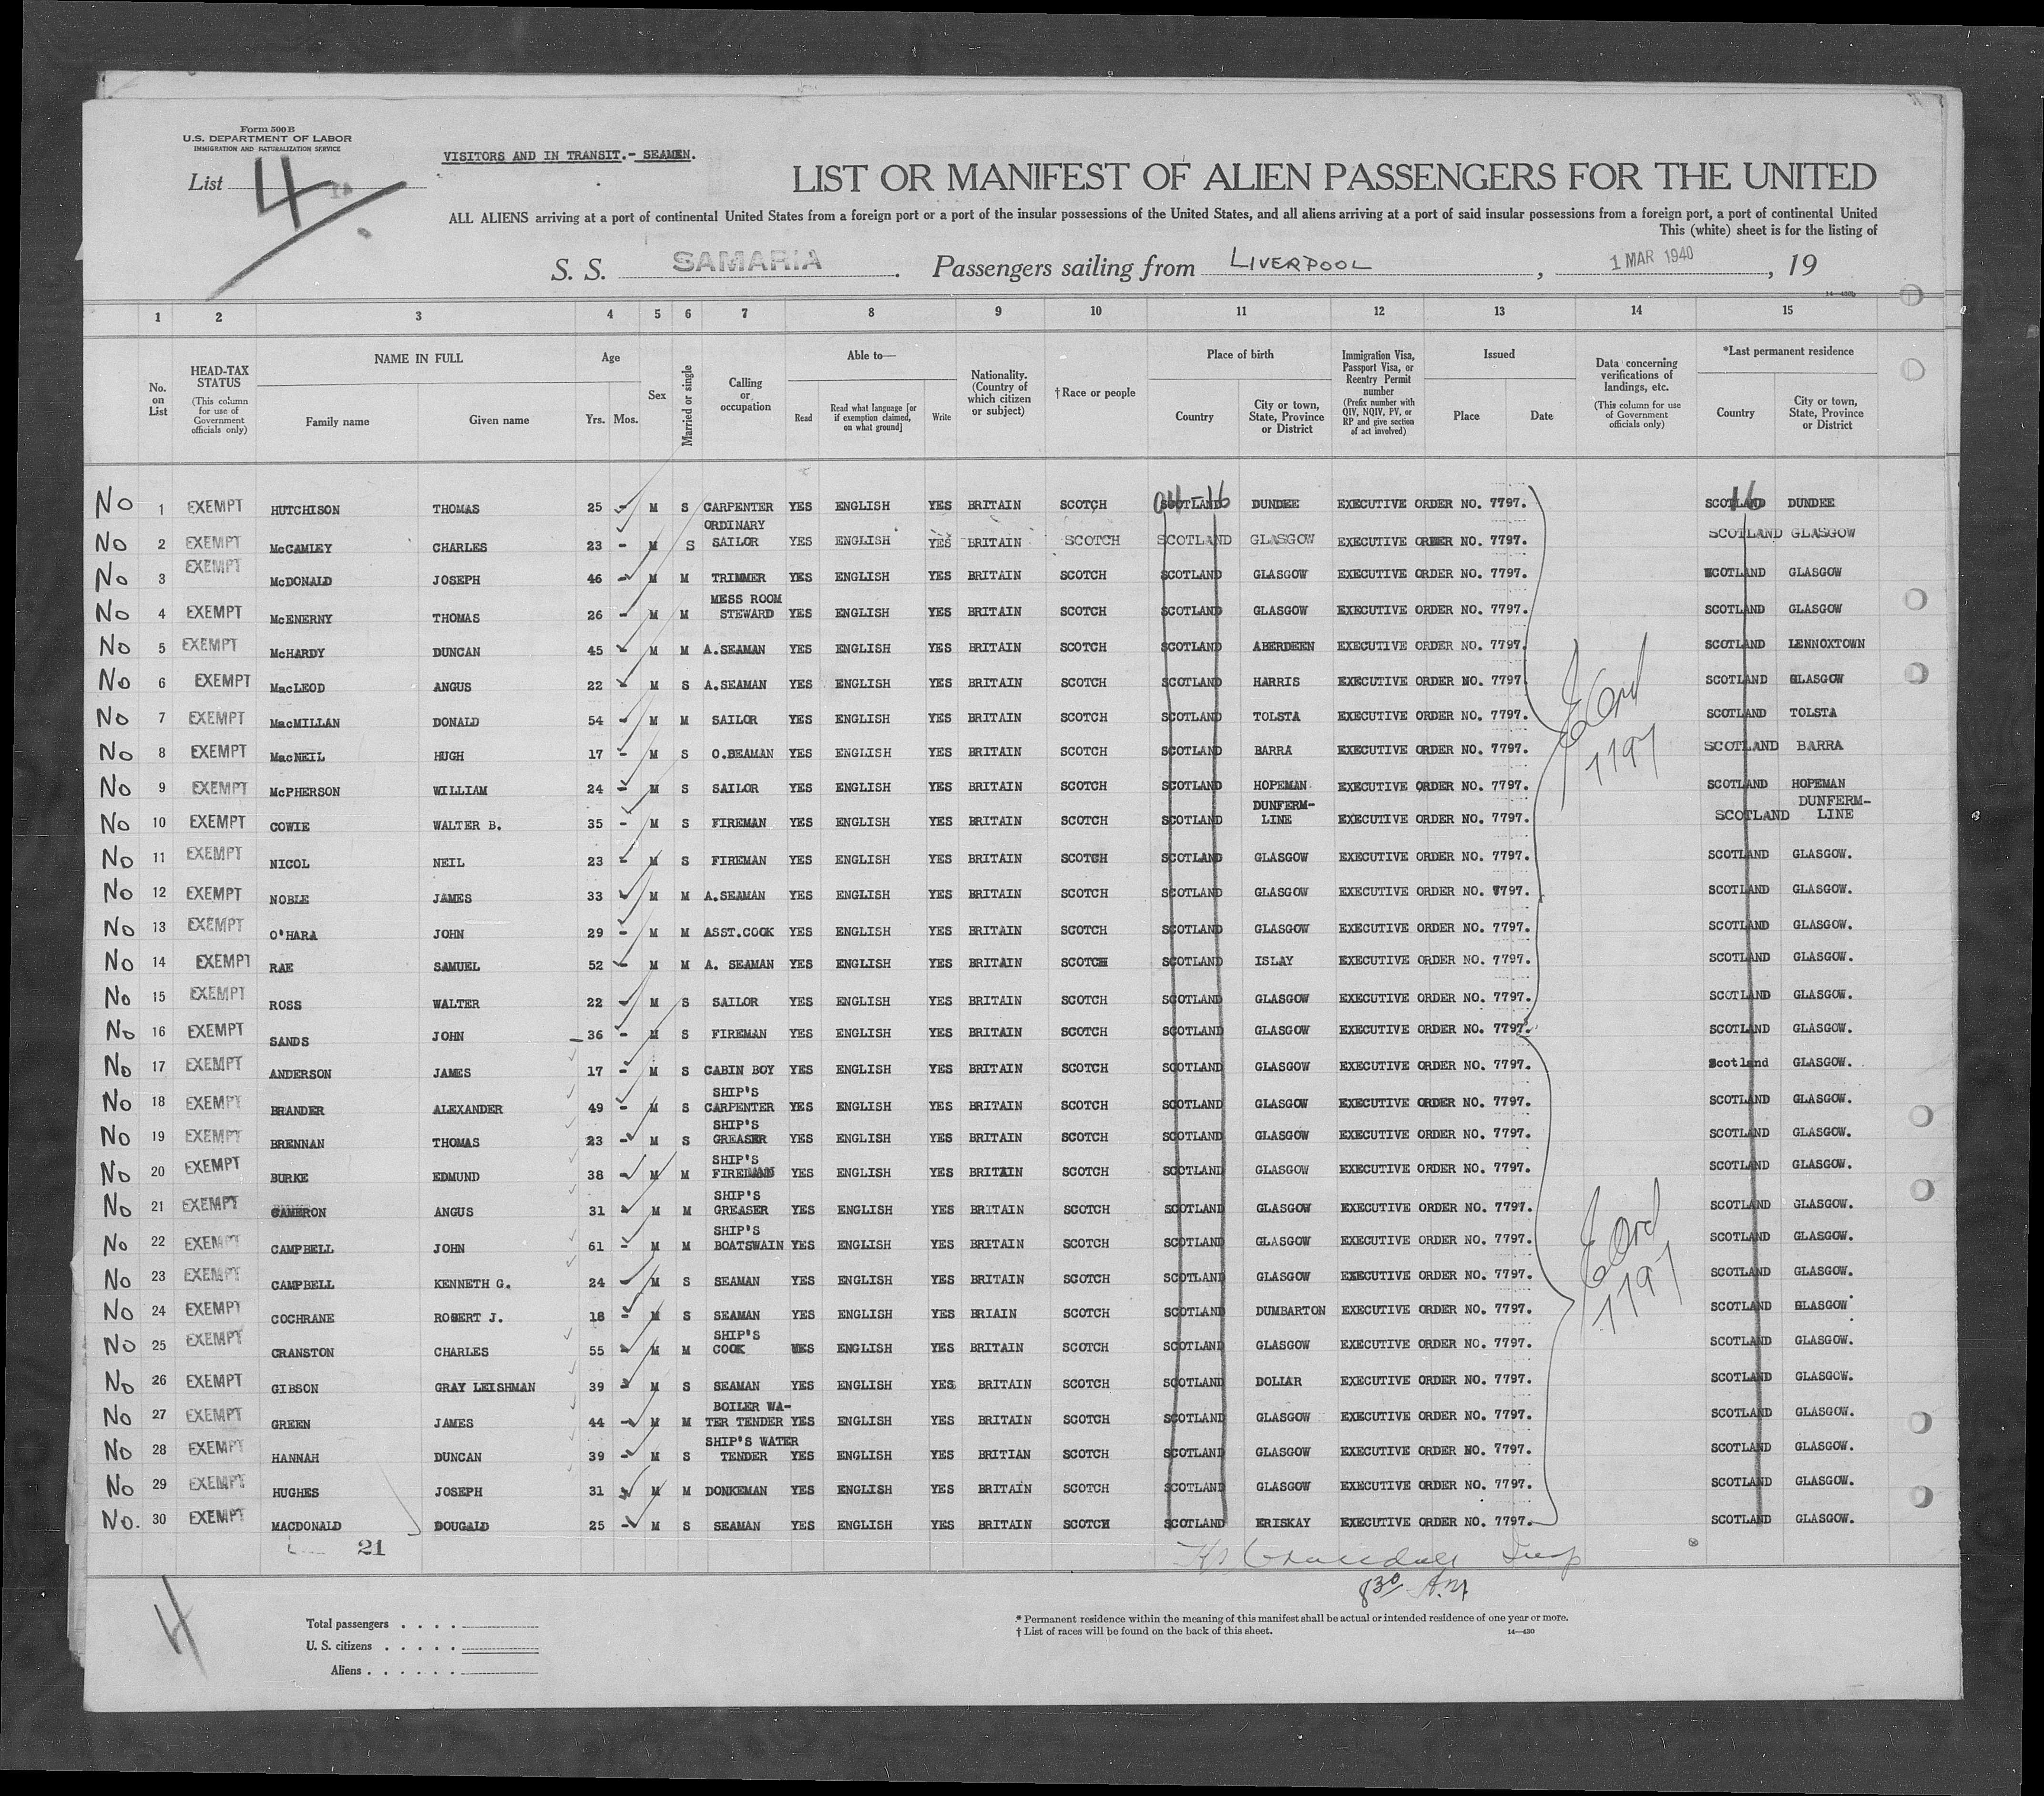 Form 500 B
U.S. DEPARTMENT OF LABOR
IMMIGRATION AND NATURALIZATION SERVICE
List 4
VISITORS AND IN TRANSIT.- SEAMEN.
LIST OR MANIFEST OF ALIEN PASSENGERS FOR THE UNITED
ALL ALIENS arriving at a port of continental United States from a foreign port or a port of the insular possessions of the United States, and all aliens arriving at a port of said insular possessions from a foreign port, a port of continental United
This (white) sheet is for the listing of
S. S. SAMARIA. Passengers sailing from LIVERPOOL, 1 MAR 1940, 19
14—430
1 2 3 4 5 6 7 8 9 10 11 12 13 14 15
No. on List HEAD-TAX STATUS (This column for use of Government officials only) NAME IN FULL Family name Given name Age Yrs. Mos. Sex Married or single Calling or occupation Able to— Read Read what language [or if exemption claimed, on what ground] Write Nationality. (Country of which citizen or subject) †Race or people Place of birth Country City or town, State, Province or District Immigration Visa, Passport Visa, or Reentry Permit number (Prefix number with QIV, NQIV, PV, or RP and give section of act involved) Issued Place Date Data concerning verifications of landings, etc. (This column for use of Government officials only) *Last permanent residence Country City or town, State, Province or District
No 1 EXEMPT HUTCHISON THOMAS 25 - M S CARPENTER YES ENGLISH YES BRITAIN SCOTCH SCOTLAND DUNDEE EXECUTIVE ORDER NO. 7797. SCOTLAND 16 DUNDEE
No 2 EXEMPT McCAMLEY CHARLES 23 - M S ORDINARY SAILOR YES ENGLISH YES BRITAIN SCOTCH SCOTLAND GLASGOW EXECUTIVE ORDER NO. 7797. SCOTLAND GLASGOW
No 3 EXEMPT McDONALD JOSEPH 46 - M M TRIMMER YES ENGLISH YES BRITAIN SCOTCH SCOTLAND GLASGOW EXECUTIVE ORDER NO. 7797. SCOTLAND GLASGOW
No 4 EXEMPT McENERNY THOMAS 26 - M M MESS ROOM STEWARD YES ENGLISH YES BRITAIN SCOTCH SCOTLAND GLASGOW EXECUTIVE ORDER NO. 7797. SCOTLAND GLASGOW
No 5 EXEMPT McHARDY DUNCAN 45 - M M A.SEAMAN YES ENGLISH YES BRITAIN SCOTCH SCOTLAND ABERDEEN EXECUTIVE ORDER NO. 7797. SCOTLAND LENNOXTOWN
No 6 EXEMPT MacLEOD ANGUS 22 - M S A.SEAMAN YES ENGLISH YES BRITAIN SCOTCH SCOTLAND HARRIS EXECUTIVE ORDER NO. 7797 SCOTLAND GLASGOW
No 7 EXEMPT MacMILLAN DONALD 54 - M M SAILOR YES ENGLISH YES BRITAIN SCOTCH SCOTLAND TOLSTA EXECUTIVE ORDER NO. 7797. SCOTLAND TOLSTA
No 8 EXEMPT MacNEIL HUGH 17 - M S O.BEAMAN YES ENGLISH YES BRITAIN SCOTCH SCOTLAND BARRA EXECUTIVE ORDER NO. 7797. SCOTLAND BARRA
No 9 EXEMPT McPHERSON WILLIAM 24 - M S SAILOR YES ENGLISH YES BRITAIN SCOTCH SCOTLAND HOPEMAN EXECUTIVE ORDER NO. 7797. SCOTLAND HOPEMAN
No 10 EXEMPT COWIE WALTER B. 35 - M S FIREMAN YES ENGLISH YES BRITAIN SCOTCH SCOTLAND DUNFERM-LINE EXECUTIVE ORDER NO. 7797. SCOTLAND DUNFERM-LINE
No 11 EXEMPT NICOL NEIL 23 - M S FIREMAN YES ENGLISH YES BRITAIN SCOTCH SCOTLAND GLASGOW EXECUTIVE ORDER NO. 7797. SCOTLAND GLASGOW.
No 12 EXEMPT NOBLE JAMES 33 M M A.SEAMAN YES ENGLISH YES BRITAIN SCOTCH SCOTLAND GLASGOW EXECUTIVE ORDER NO. 7797. SCOTLAND GLASGOW.
No 13 EXEMPT O'HARA JOHN 29 - M M ASST.COOK YES ENGLISH YES BRITAIN SCOTCH SCOTLAND GLASGOW EXECUTIVE ORDER NO. 7797. SCOTLAND GLASGOW.
No 14 EXEMPT RAE SAMUEL 52 - M M A. SEAMAN YES ENGLISH YES BRITAIN SCOTCH SCOTLAND ISLAY EXECUTIVE ORDER NO. 7797. SCOTLAND GLASGOW.
No 15 EXEMPT ROSS WALTER 22 - M S SAILOR YES ENGLISH YES BRITAIN SCOTCH SCOTLAND GLASGOW EXECUTIVE ORDER NO. 7797. SCOTLAND GLASGOW.
No 16 EXEMPT SANDS JOHN 36 - M S FIREMAN YES ENGLISH YES BRITAIN SCOTCH SCOTLAND GLASGOW EXECUTIVE ORDER NO. 7797. SCOTLAND GLASGOW.
No 17 EXEMPT ANDERSON JAMES 17 - M S CABIN BOY YES ENGLISH YES BRITAIN SCOTCH SCOTLAND GLASGOW EXECUTIVE ORDER NO. 7797. Scotland GLASGOW.
No 18 EXEMPT BRANDER ALEXANDER 49 - M S SHIP'S CARPENTER YES ENGLISH YES BRITAIN SCOTCH SCOTLAND GLASGOW EXECUTIVE ORDER NO. 7797. SCOTLAND GLASGOW.
No 19 EXEMPT BRENNAN THOMAS 23 - M S SHIP'S GREASER YES ENGLISH YES BRITAIN SCOTCH SCOTLAND GLASGOW EXECUTIVE ORDER NO. 7797. SCOTLAND GLASGOW.
No 20 EXEMPT BURKE EDMUND 38 - M M SHIP'S FIREMAN YES ENGLISH YES BRITAIN SCOTCH SCOTLAND GLASGOW EXECUTIVE ORDER NO. 7797. SCOTLAND GLASGOW.
No 21 EXEMPT CAMERON ANGUS 31 - M M SHIP'S GREASER YES ENGLISH YES BRITAIN SCOTCH SCOTLAND GLASGOW EXECUTIVE ORDER NO. 7797. SCOTLAND GLASGOW.
No 22 EXEMPT CAMPBELL JOHN 61 - M M SHIP'S BOATSWAIN YES ENGLISH YES BRITAIN SCOTCH SCOTLAND GLASGOW EXECUTIVE ORDER NO. 7797. SCOTLAND GLASGOW.
No 23 EXEMPT CAMPBELL KENNETH G. 24 - M S SEAMAN YES ENGLISH YES BRITAIN SCOTCH SCOTLAND GLASGOW EXECUTIVE ORDER NO. 7797. SCOTLAND GLASGOW.
No 24 EXEMPT COCHRANE ROBERT J. 18 - M S SEAMAN YES ENGLISH YES BRIAIN SCOTCH SCOTLAND DUMBARTON EXECUTIVE ORDER NO. 7797. SCOTLAND GLASGOW
No 25 EXEMPT CRANSTON CHARLES 55 - M M SHIP'S COOK YES ENGLISH YES BRITAIN SCOTCH SCOTLAND GLASGOW EXECUTIVE ORDER NO. 7797. SCOTLAND GLASGOW.
No 26 EXEMPT GIBSON GRAY LEISHMAN 39 - M S SEAMAN YES ENGLISH YES BRITAIN SCOTCH SCOTLAND DOLLAR EXECUTIVE ORDER NO. 7797. SCOTLAND GLASGOW.
No 27 EXEMPT GREEN JAMES 44 - M M BOILER WA-TER TENDER YES ENGLISH YES BRITAIN SCOTCH SCOTLAND GLASGOW EXECUTIVE ORDER NO. 7797. SCOTLAND GLASGOW.
No 28 EXEMPT HANNAH DUNCAN 39 - M S SHIP'S WATER TENDER YES ENGLISH YES BRITIAN SCOTCH SCOTLAND GLASGOW EXECUTIVE ORDER NO. 7797. SCOTLAND GLASGOW.
No 29 EXEMPT HUGHES JOSEPH 31 - M M DONKEMAN YES ENGLISH YES BRITAIN SCOTCH SCOTLAND GLASGOW EXECUTIVE ORDER NO. 7797. SCOTLAND GLASGOW.
No. 30 EXEMPT MACDONALD DOUGALD 25 - M S SEAMAN YES ENGLISH YES BRITAIN SCOTCH SCOTLAND ERISKAY EXECUTIVE ORDER NO. 7797. SCOTLAND GLASGOW.
E Ord
7797
E Ord
7797
21
Insp
8 30 A.M
4
Total passengers . . . .
U. S. citizens . . . . .
Aliens . . . . . .
* Permanent residence within the meaning of this manifest shall be actual or intended residence of one year or more.
† List of races will be found on the back of this sheet.
14—430